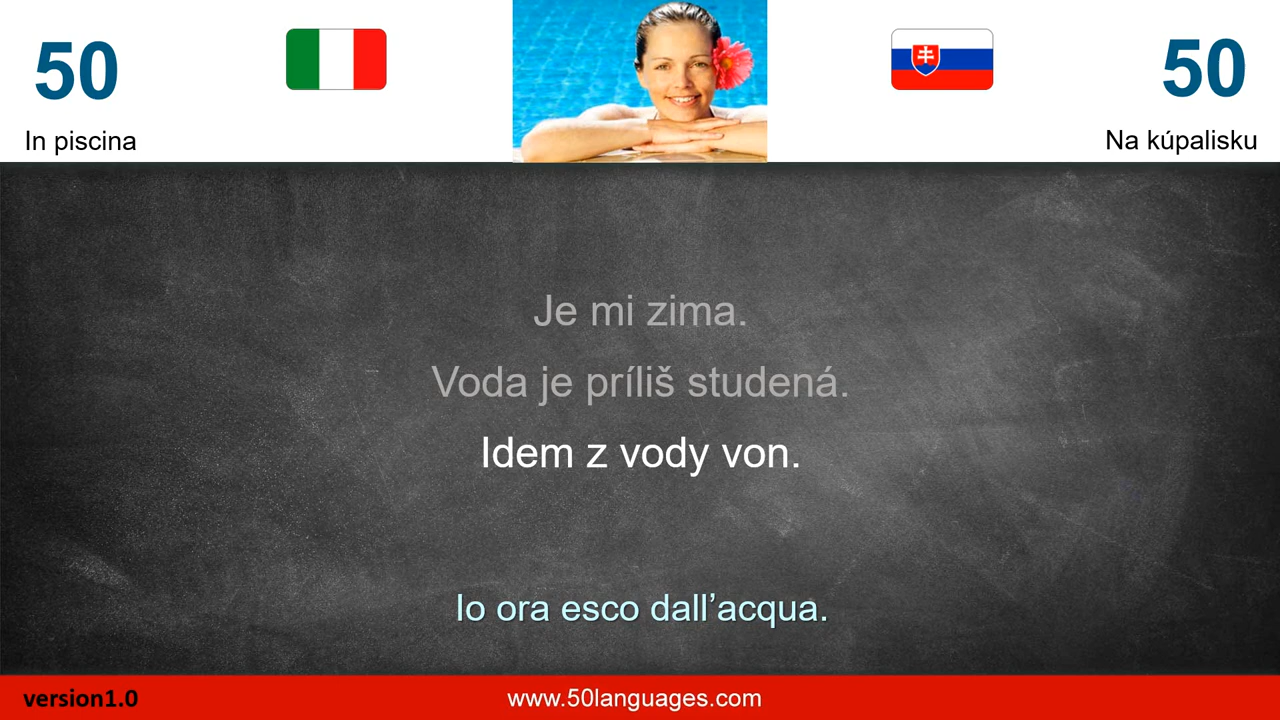 50
50
In piscina
Na kúpalisku
Je mi zima.
Voda je príliš studená.
Idem z vody von.
Io ora esco dall’acqua.
version1.0
www.50languages.com